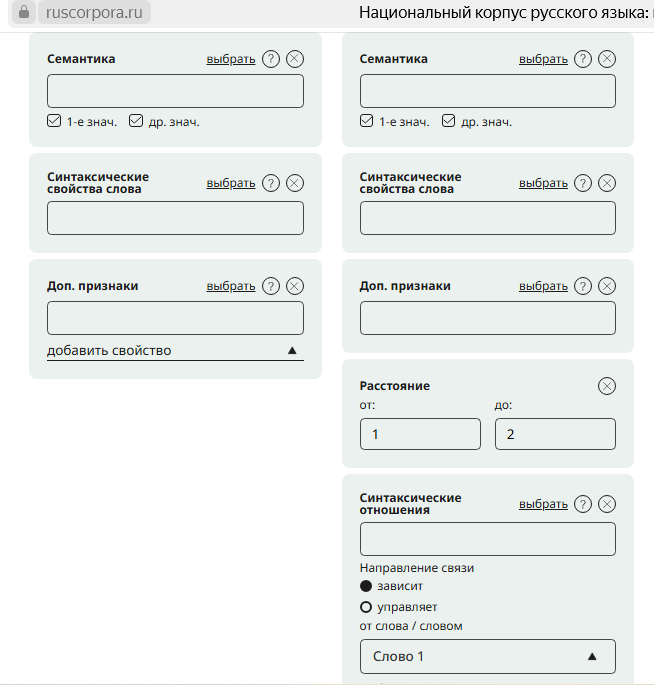 ruscorpora.ru
Национальный корпус русского языка:
Семантика выбрать ?
1-е знач. др. знач.
Синтаксические
свойства слова выбрать ?
Доп. признаки выбрать ?
добавить свойство
Семантика выбрать ?
1-е знач. др. знач.
Синтаксические
свойства слова выбрать ?
Доп. признаки выбрать ?
Расстояние
от: до:
1 2
Синтаксические
отношения выбрать ?
Направление связи
зависит
управляет
от слова / словом
Слово 1